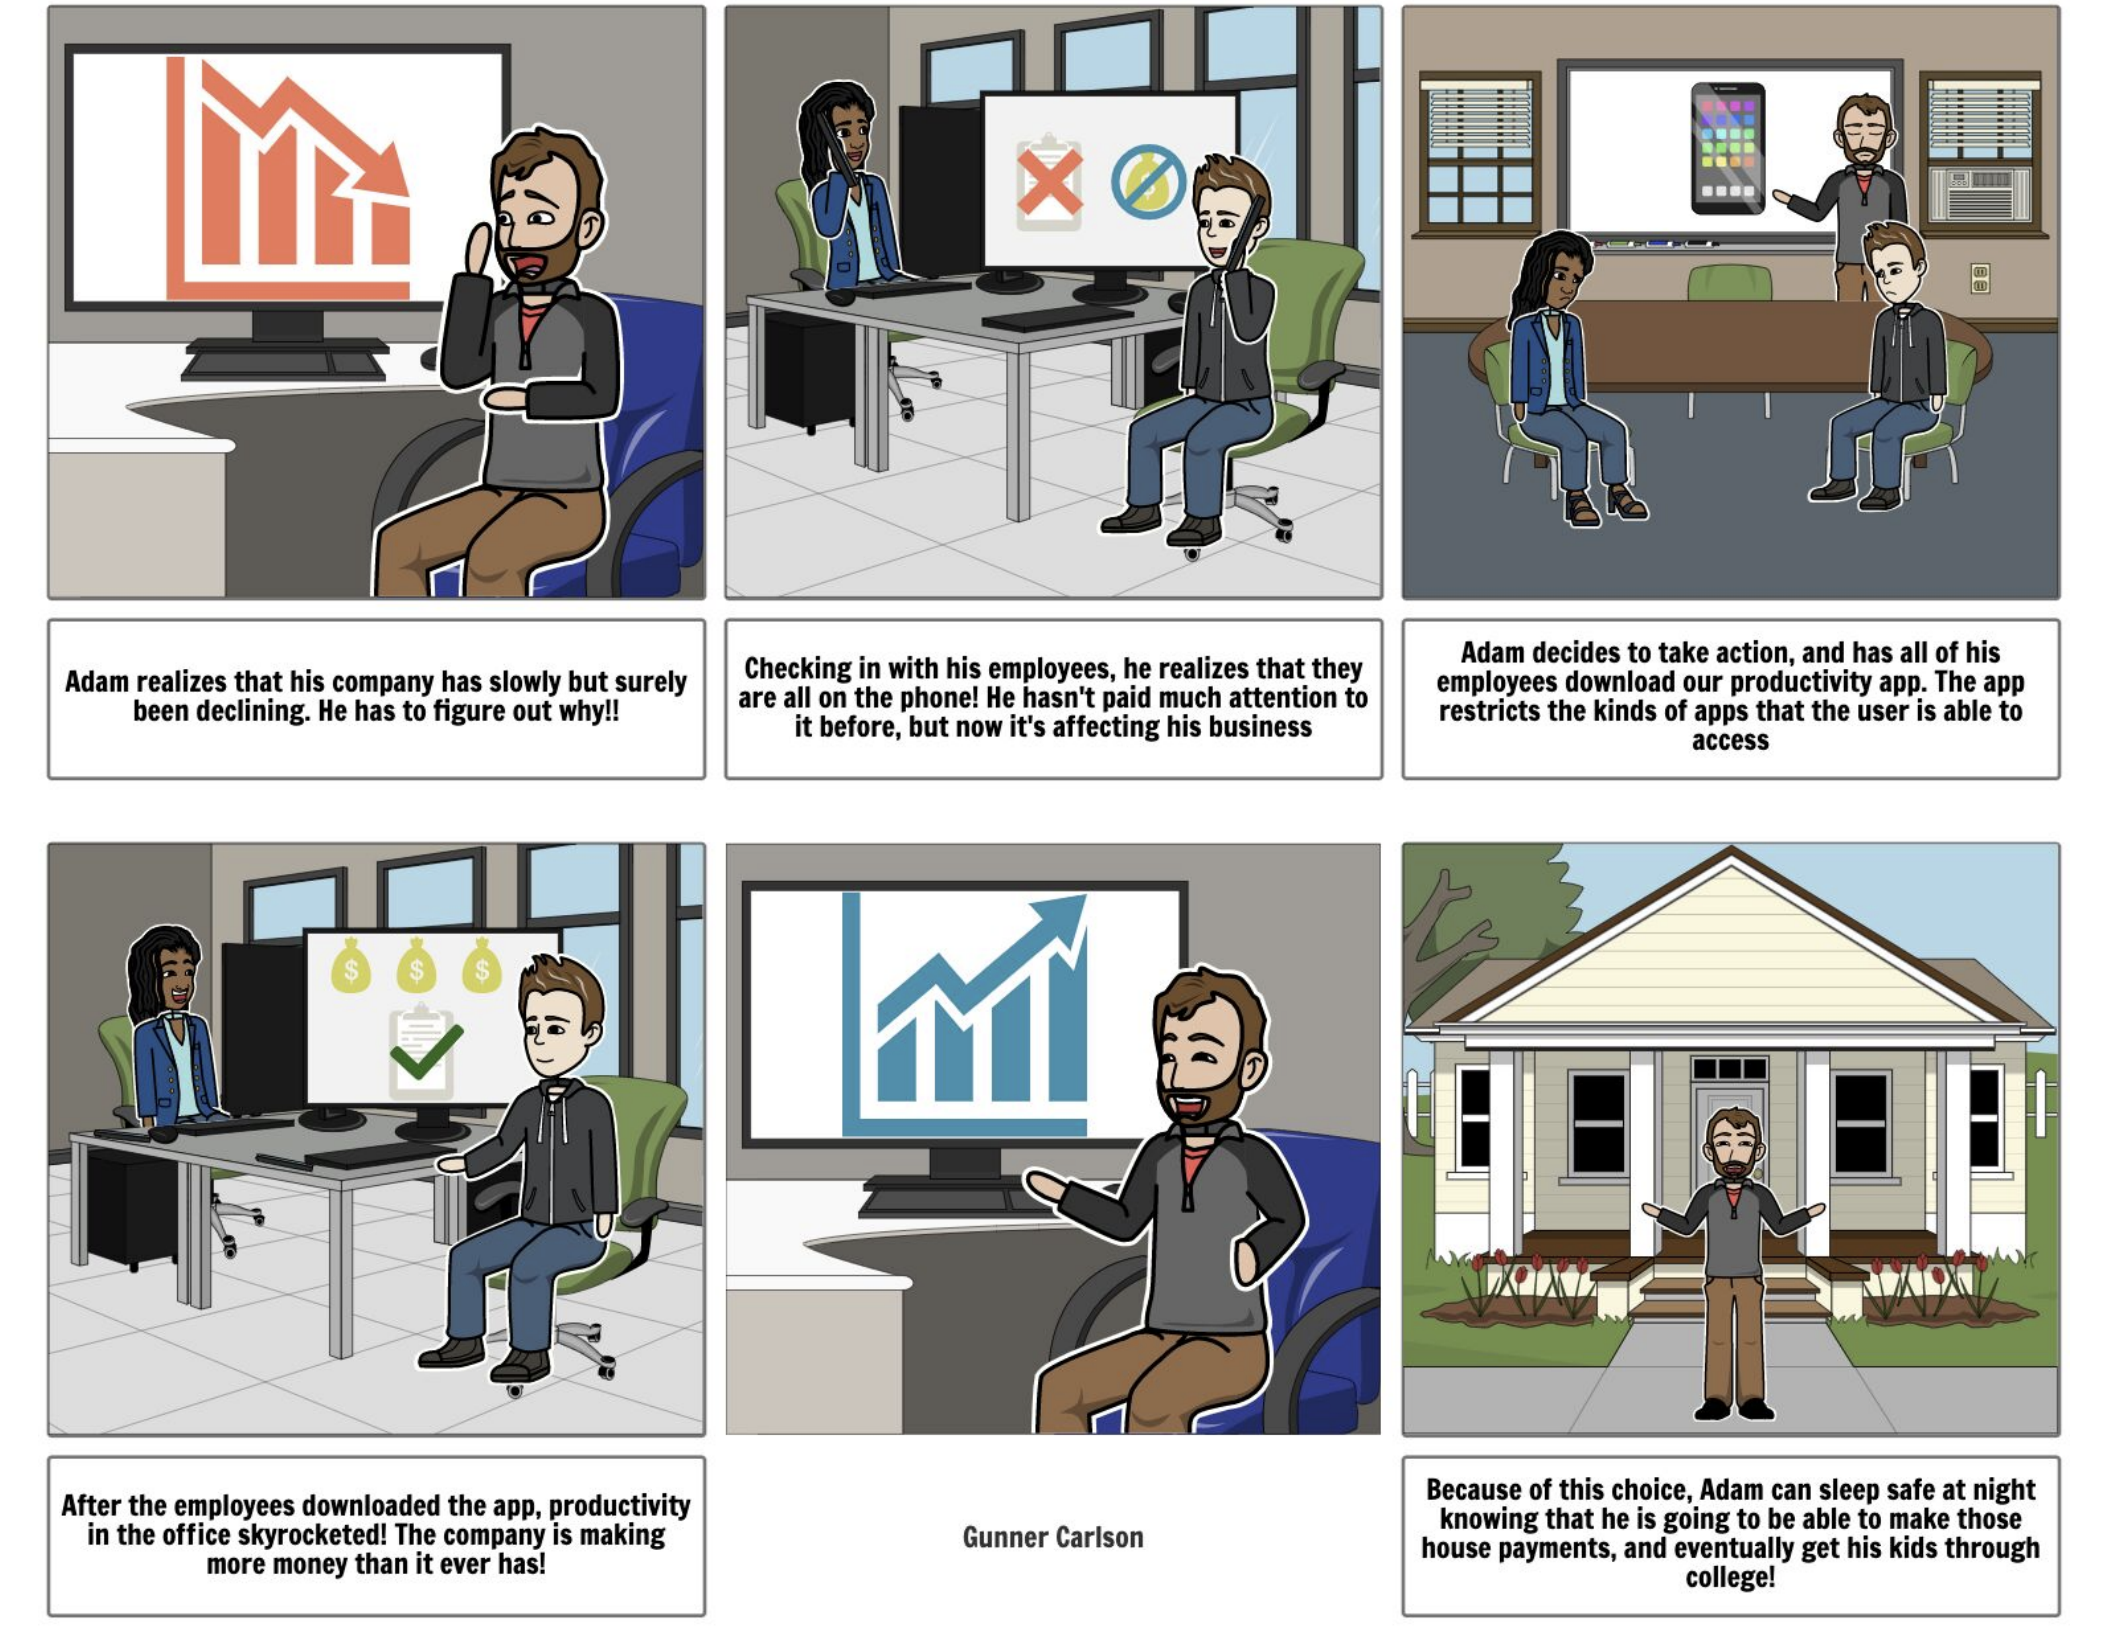 Adam realizes that his company has slowly but surely
been declining. He has to figure out why!!
Checking in with his employees, he realizes that they
are all on the phone! He hasn't paid much attention to
it before, but now it's affecting his business
Adam decides to take action, and has all of his
employees download our productivity app. The app
restricts the kinds of apps that the user is able to
access
$ $ $
After the employees downloaded the app, productivity
in the office skyrocketed! The company is making
more money than it ever has!
Gunner Carlson
Because of this choice, Adam can sleep safe at night
knowing that he is going to be able to make those
house payments, and eventually get his kids through
college!